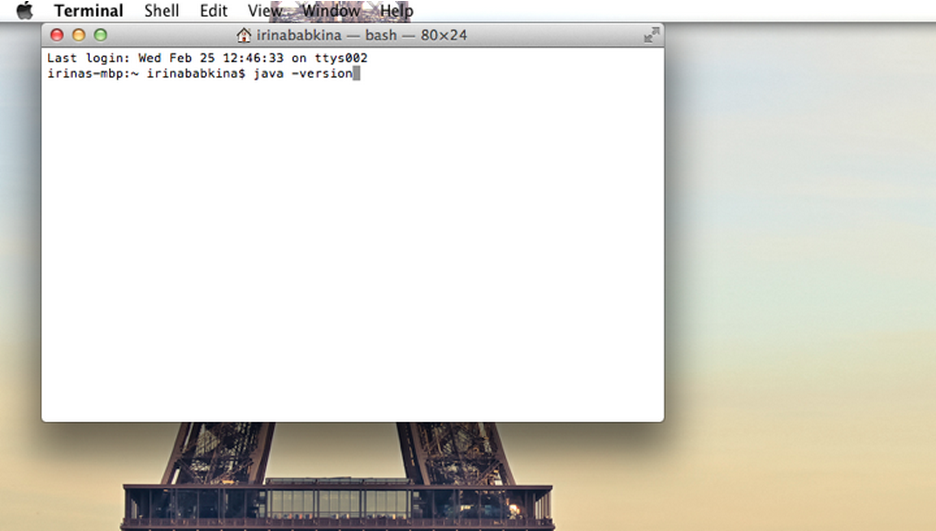 Terminal Shell Edit View Window Help
irinababkina — bash — 80×24
Last login: Wed Feb 25 12:46:33 on ttys002
irinas-mbp:~ irinababkina$ java -version